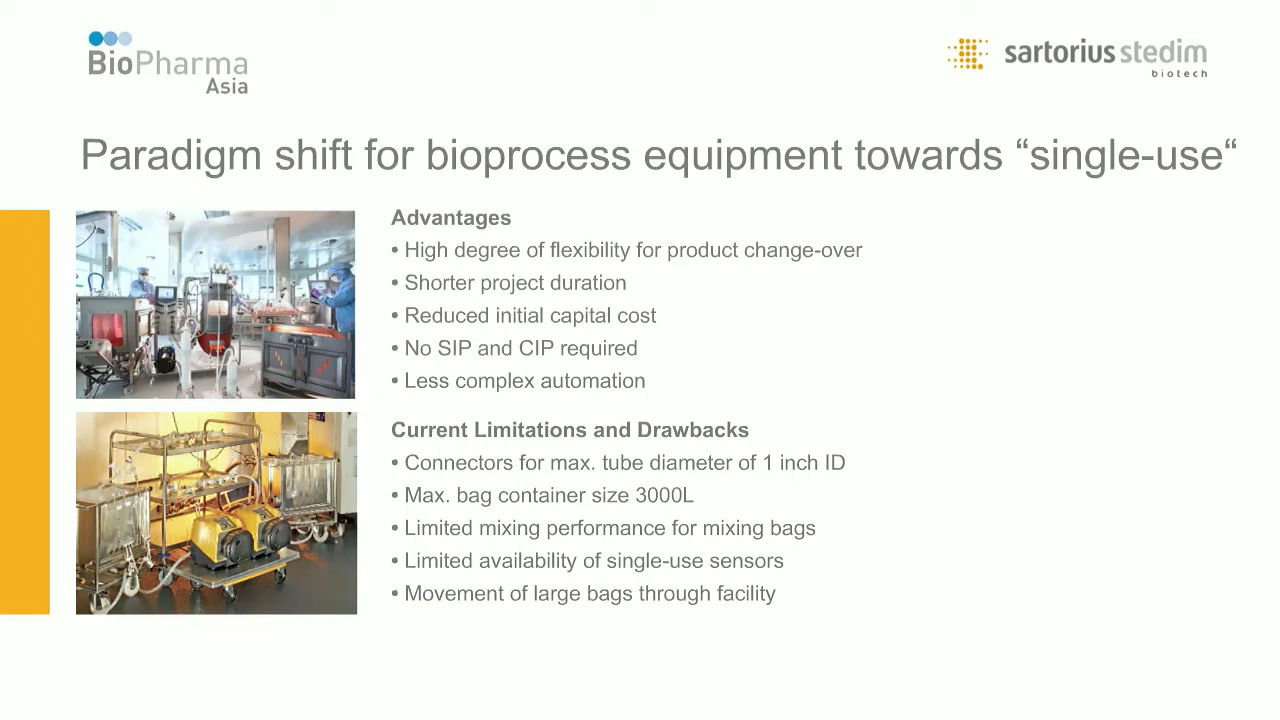 BioPharma
Asia
sartorius stedim
biotech
Paradigm shift for bioprocess equipment towards “single-use“
Advantages
• High degree of flexibility for product change-over
• Shorter project duration
• Reduced initial capital cost
• No SIP and CIP required
• Less complex automation
Current Limitations and Drawbacks
• Connectors for max. tube diameter of 1 inch ID
• Max. bag container size 3000L
• Limited mixing performance for mixing bags
• Limited availability of single-use sensors
• Movement of large bags through facility